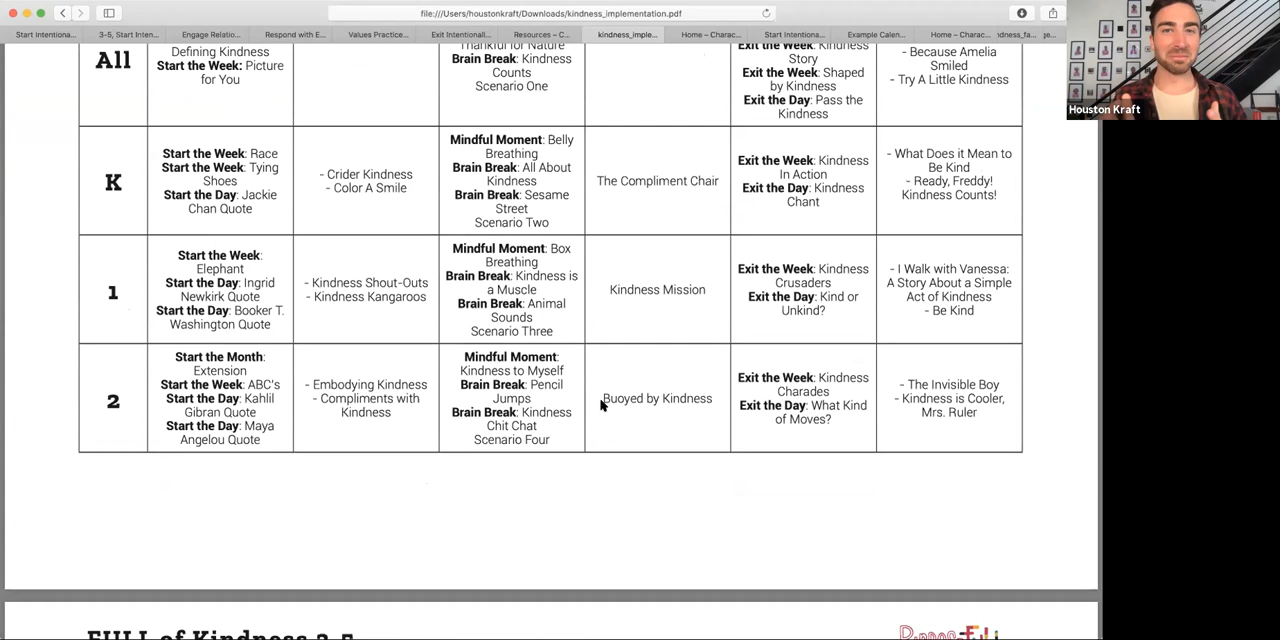 file:///Users/houstonkraft/Downloads/kindness_implementation.pdf
Start Intentiona...
3-5, Start Inten...
Engage Relatio...
Respond with E...
Values Practice...
Exit Intentionall...
Resources – C...
kindness_imple...
Home – Charac...
Start Intentiona...
Example Calen...
Home – Charac...
Houston Kraft
All
Defining Kindness
Start the Week: Picture
for You
Thankful for Nature
Brain Break: Kindness
Counts
Scenario One
Exit the Week: Kindness
Story
Exit the Week: Shaped
by Kindness
Exit the Day: Pass the
Kindness
- Because Amelia
Smiled
- Try A Little Kindness
K
Start the Week: Race
Start the Week: Tying
Shoes
Start the Day: Jackie
Chan Quote
- Crider Kindness
- Color A Smile
Mindful Moment: Belly
Breathing
Brain Break: All About
Kindness
Brain Break: Sesame
Street
Scenario Two
The Compliment Chair
Exit the Week: Kindness
In Action
Exit the Day: Kindness
Chant
- What Does it Mean to
Be Kind
- Ready, Freddy!
Kindness Counts!
1
Start the Week:
Elephant
Start the Day: Ingrid
Newkirk Quote
Start the Day: Booker T.
Washington Quote
- Kindness Shout-Outs
- Kindness Kangaroos
Mindful Moment: Box
Breathing
Brain Break: Kindness is
a Muscle
Brain Break: Animal
Sounds
Scenario Three
Kindness Mission
Exit the Week: Kindness
Crusaders
Exit the Day: Kind or
Unkind?
- I Walk with Vanessa:
A Story About a Simple
Act of Kindness
- Be Kind
2
Start the Month:
Extension
Start the Week: ABC's
Start the Day: Kahlil
Gibran Quote
Start the Day: Maya
Angelou Quote
- Embodying Kindness
- Compliments with
Kindness
Mindful Moment:
Kindness to Myself
Brain Break: Pencil
Jumps
Brain Break: Kindness
Chit Chat
Scenario Four
Buoyed by Kindness
Exit the Week: Kindness
Charades
Exit the Day: What Kind
of Moves?
- The Invisible Boy
- Kindness is Cooler,
Mrs. Ruler
FULL of Kindness 3-5